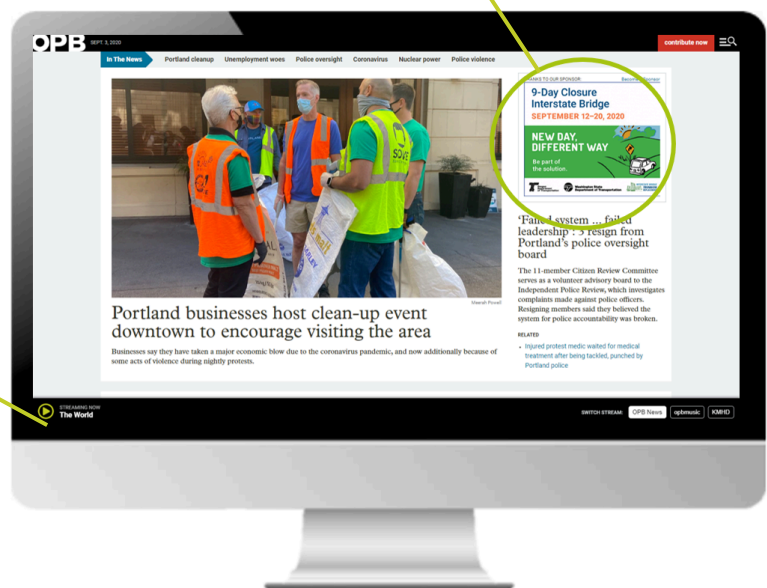 OPB
SEPT. 3, 2020
contribute now
In The News
Portland cleanup
Unemployment woes
Police oversight
Coronavirus
Nuclear power
Police violence
SOLVE
Meerah Powell
Portland businesses host clean-up event
downtown to encourage visiting the area
Businesses say they have taken a major economic blow due to the coronavirus pandemic, and now additionally because of
some acts of violence during nightly protests.
THANKS TO OUR SPONSOR
9-Day Closure
Interstate Bridge
SEPTEMBER 12–20, 2020
NEW DAY,
DIFFERENT WAY
Be part of
the solution.
Washington State
Department of Transportation
‘Failed system ... failed
leadership’: 3 resign from
Portland’s police oversight
board
The 11-member Citizen Review Committee
serves as a volunteer advisory board to the
Independent Police Review, which investigates
complaints made against police officers.
Resigning members said they believed the
system for police accountability was broken.
RELATED
• Injured protest medic waited for medical
treatment after being tackled, punched by
Portland police
STREAMING NOW
The World
SWITCH STREAM:
OPB News
opbmusic
KMHD